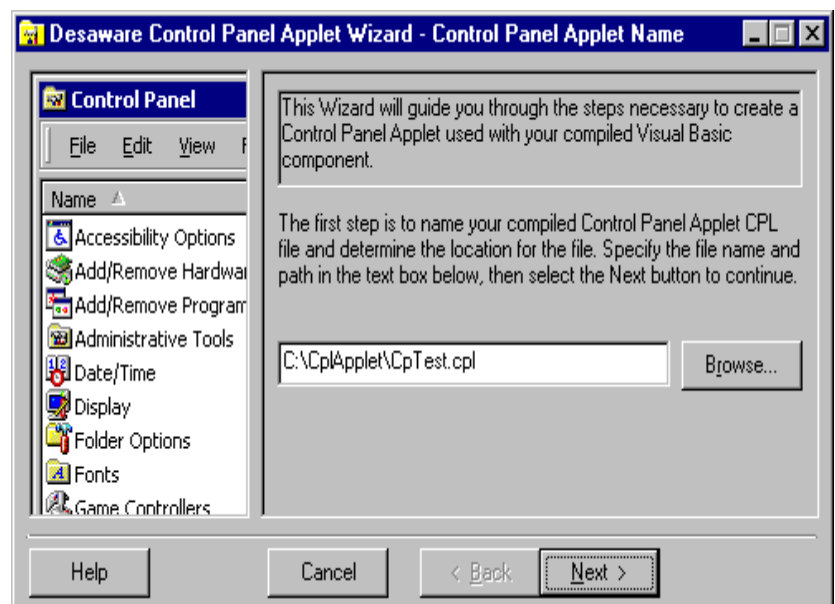 Desaware Control Panel Applet Wizard - Control Panel Applet Name
Control Panel
File Edit View F
Name
Accessibility Options
Add/Remove Hardwar
Add/Remove Program
Administrative Tools
Date/Time
Display
Folder Options
Fonts
Game Controllers
This Wizard will guide you through the steps necessary to create a
Control Panel Applet used with your compiled Visual Basic
component.
The first step is to name your compiled Control Panel Applet CPL
file and determine the location for the file. Specify the file name and
path in the text box below, then select the Next button to continue.
C:\CplApplet\CpTest.cpl
Browse...
Help
Cancel
< Back
Next >